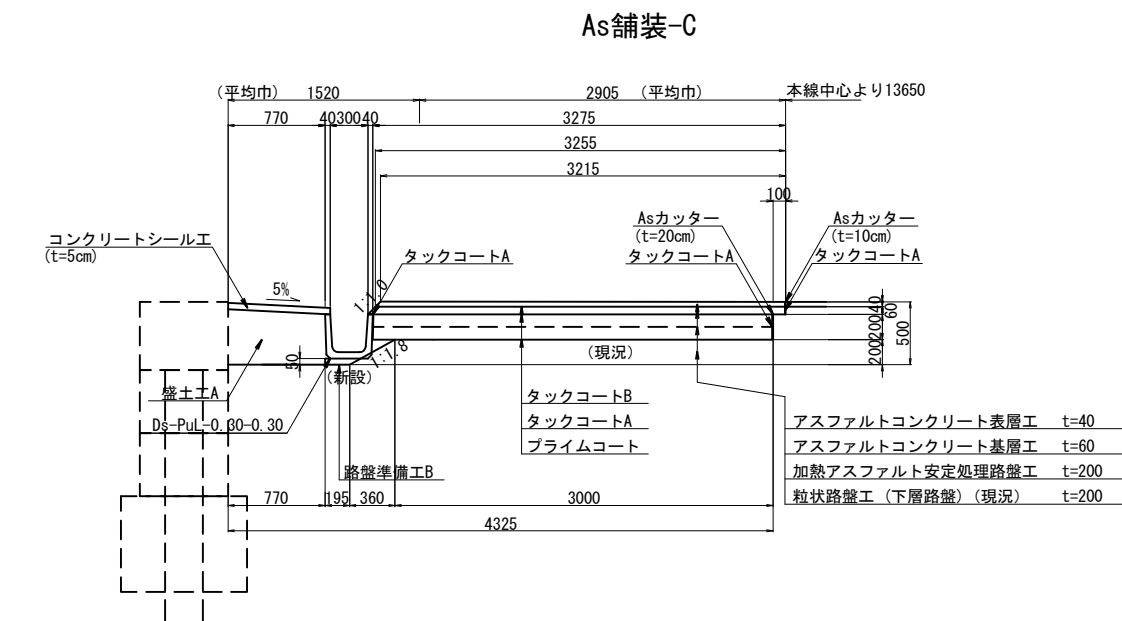 As舗装-C
(平均巾) 1520
2905 (平均巾)
本線中心より13650
770
40
300
40
3275
3255
3215
100
Asカッター
(t=20cm)
タックコートA
Asカッター
(t=10cm)
タックコートA
コンクリートシール工
(t=5cm)
タックコートA
5%
1:1.0
40
60
200
200
500
50
1:1.8
(現況)
(新設)
盛土工A
Ds-PuL-0.30-0.30
タックコートB
タックコートA
プライムコート
路盤準備工B
アスファルトコンクリート表層工 t=40
アスファルトコンクリート基層工 t=60
加熱アスファルト安定処理路盤工 t=200
粒状路盤工 (下層路盤) (現況) t=200
770
195
360
3000
4325